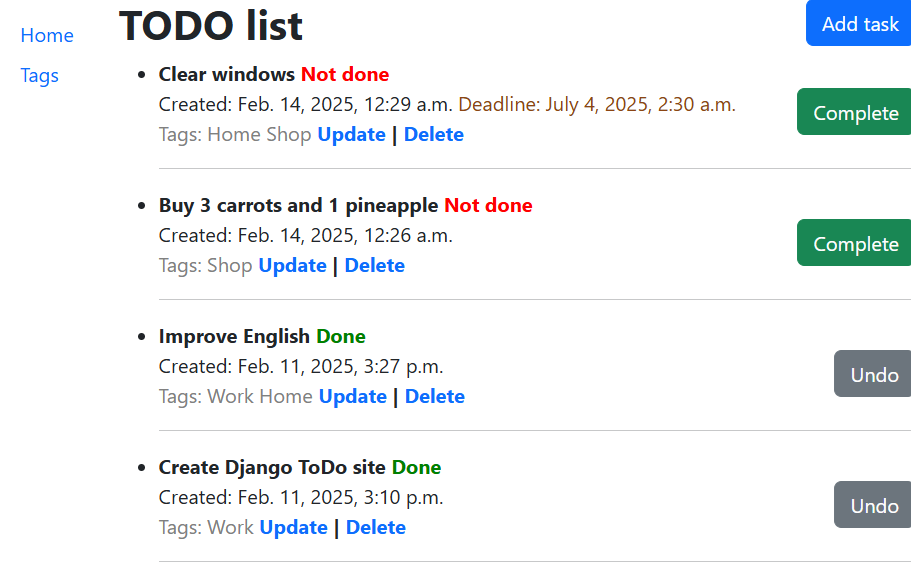 Home
Tags
TODO list
Add task
Clear windows Not done
Created: Feb. 14, 2025, 12:29 a.m. Deadline: July 4, 2025, 2:30 a.m.
Tags: Home Shop Update | Delete
Complete
Buy 3 carrots and 1 pineapple Not done
Created: Feb. 14, 2025, 12:26 a.m.
Tags: Shop Update | Delete
Complete
Improve English Done
Created: Feb. 11, 2025, 3:27 p.m.
Tags: Work Home Update | Delete
Undo
Create Django ToDo site Done
Created: Feb. 11, 2025, 3:10 p.m.
Tags: Work Update | Delete
Undo